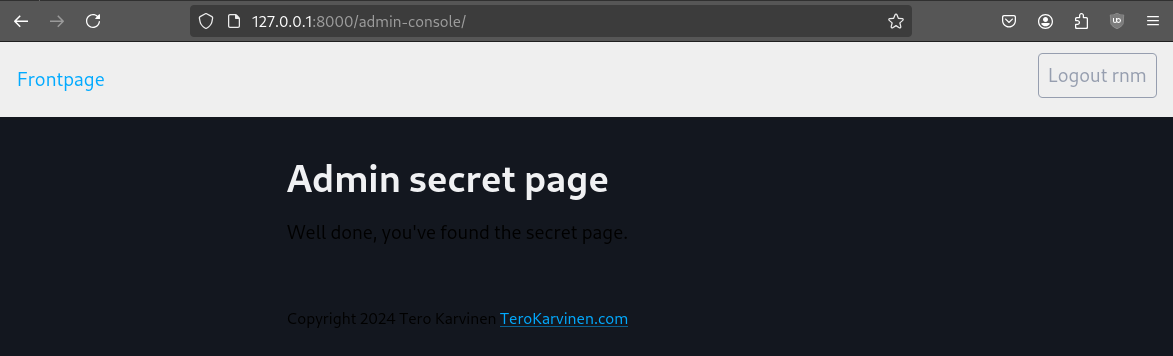 127.0.0.1:8000/admin-console/
Frontpage
Logout rnm
Admin secret page
Well done, you've found the secret page.
Copyright 2024 Tero Karvinen TeroKarvinen.com